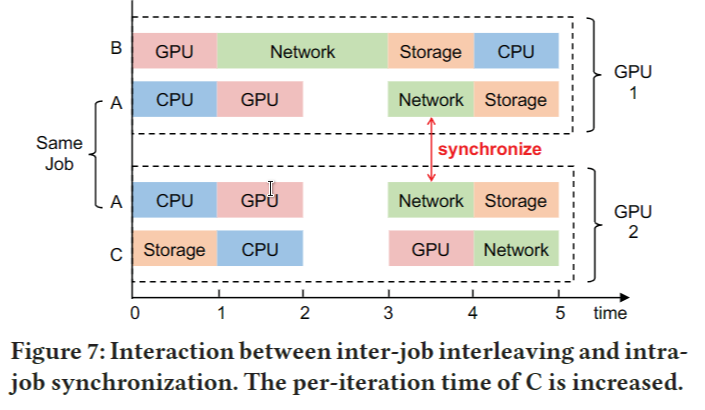 B GPU Network Storage CPU
GPU
1
A CPU GPU Network Storage
Same
Job
synchronize
A CPU GPU Network Storage
GPU
2
C Storage CPU GPU Network
0 1 2 3 4 5 time
Figure 7: Interaction between inter-job interleaving and intra-
job synchronization. The per-iteration time of C is increased.